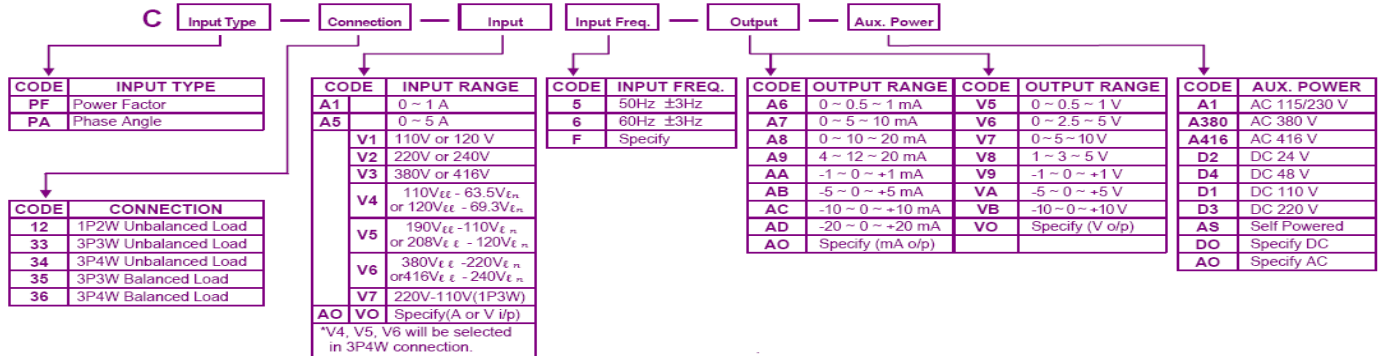 C Input Type — Connection — Input Input Freq. — Output — Aux. Power
CODE INPUT TYPE
PF Power Factor
PA Phase Angle
CODE CONNECTION
12 1P2W Unbalanced Load
33 3P3W Unbalanced Load
34 3P4W Unbalanced Load
35 3P3W Balanced Load
36 3P4W Balanced Load
CODE INPUT RANGE
A1 0 ~ 1 A
A5 0 ~ 5 A
V1 110V or 120 V
V2 220V or 240V
V3 380V or 416V
V4 110Vℓℓ - 63.5Vℓn
or 120Vℓℓ - 69.3Vℓn
V5 190Vℓℓ -110Vℓn
or 208Vℓℓ - 120Vℓn
V6 380Vℓℓ -220Vℓn
or416Vℓℓ - 240Vℓn
V7 220V-110V(1P3W)
AO VO Specify(A or V i/p)
*V4, V5, V6 will be selected
in 3P4W connection.
CODE INPUT FREQ.
5 50Hz ±3Hz
6 60Hz ±3Hz
F Specify
CODE OUTPUT RANGE CODE OUTPUT RANGE
A6 0 ~ 0.5 ~ 1 mA V5 0 ~ 0.5 ~ 1 V
A7 0 ~ 5 ~ 10 mA V6 0 ~ 2.5 ~ 5 V
A8 0 ~ 10 ~ 20 mA V7 0~5~10V
A9 4 ~ 12 ~ 20 mA V8 1 ~ 3 ~ 5 V
AA -1 ~ 0 ~ +1 mA V9 -1 ~ 0 ~ +1 V
AB -5 ~ 0 ~ +5 mA VA -5 ~ 0 ~ +5 V
AC -10 ~ 0 ~ +10 mA VB -10~0~+10V
AD -20 ~ 0 ~ +20 mA VO Specify (V o/p)
AO Specify (mA o/p)
CODE AUX. POWER
A1 AC 115/230 V
A380 AC 380 V
A416 AC 416 V
D2 DC 24 V
D4 DC 48 V
D1 DC 110 V
D3 DC 220 V
AS Self Powered
DO Specify DC
AO Specify AC